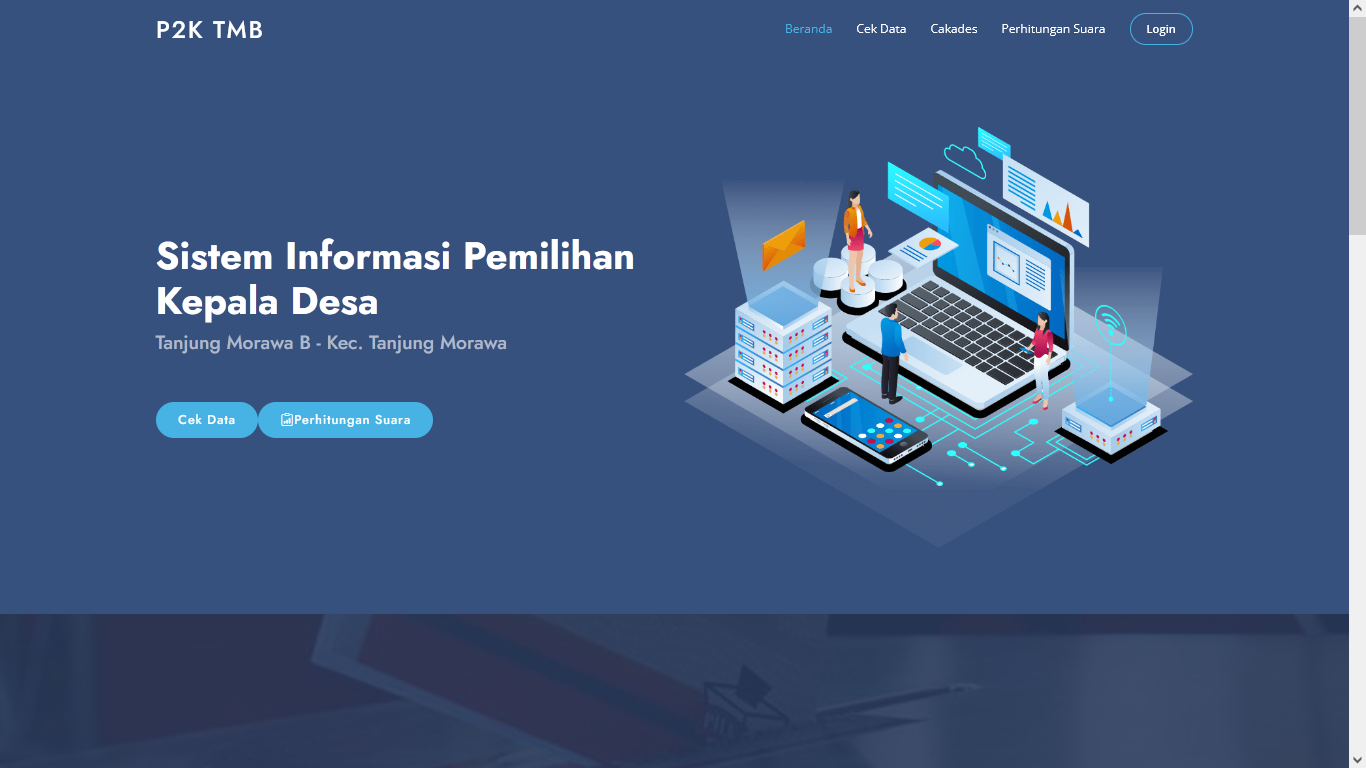 P2K TMB
Beranda
Cek Data
Cakades
Perhitungan Suara
Login
Sistem Informasi Pemilihan
Kepala Desa
Tanjung Morawa B - Kec. Tanjung Morawa
Cek Data
Perhitungan Suara